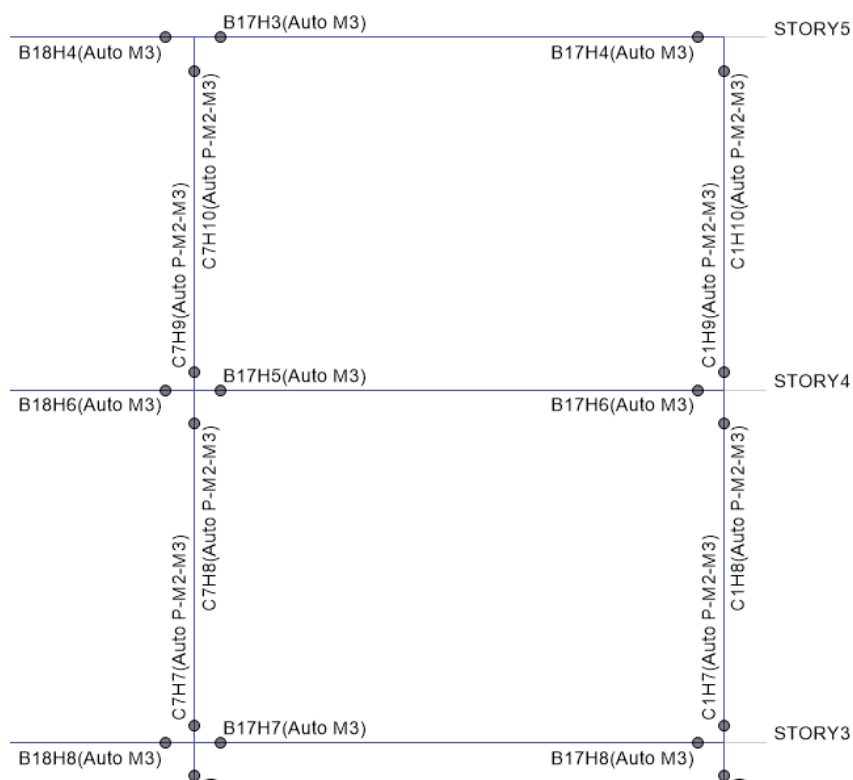 B17H3(Auto M3)
STORY5
B18H4(Auto M3)
B17H4(Auto M3)
C7H9(Auto P-M2-M3)
C7H10(Auto P-M2-M3)
C1H9(Auto P-M2-M3)
C1H10(Auto P-M2-M3)
B17H5(Auto M3)
STORY4
B18H6(Auto M3)
B17H6(Auto M3)
C7H7(Auto P-M2-M3)
C7H8(Auto P-M2-M3)
C1H7(Auto P-M2-M3)
C1H8(Auto P-M2-M3)
B17H7(Auto M3)
STORY3
B18H8(Auto M3)
B17H8(Auto M3)